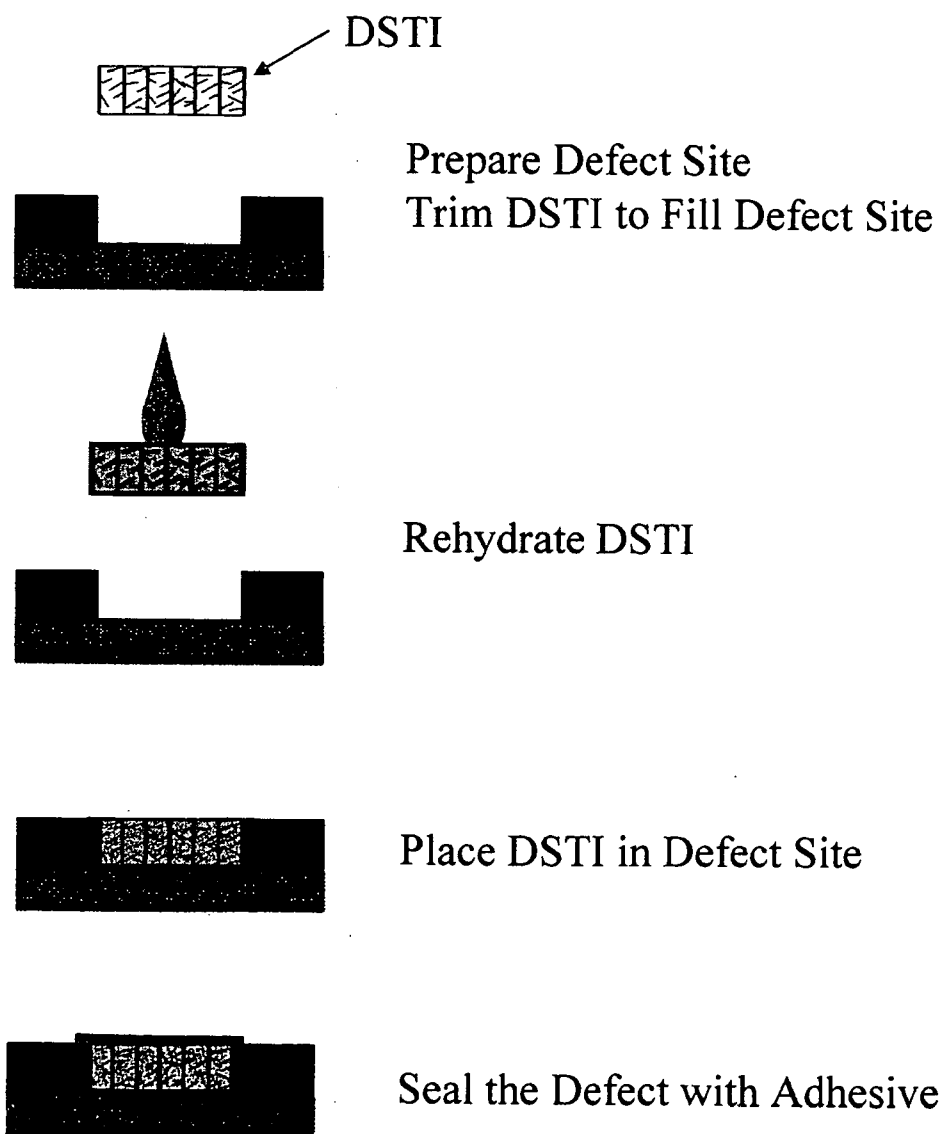 DSTI
Prepare Defect Site
Trim DSTI to Fill Defect Site
Rehydrate DSTI
Place DSTI in Defect Site
Seal the Defect with Adhesive